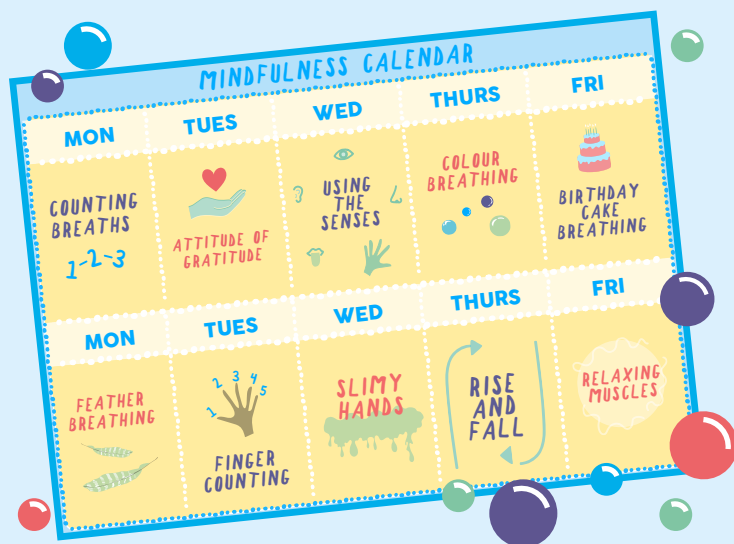 MINDFULNESS CALENDAR
MON
TUES
WED
THURS
FRI
COUNTING
BREATHS
1-2-3
ATTITUDE OF
GRATITUDE
USING
THE
SENSES
COLOUR
BREATHING
BIRTHDAY
CAKE
BREATHING
MON
TUES
WED
THURS
FRI
FEATHER
BREATHING
1 2 3 4 5
FINGER
COUNTING
SLIMY
HANDS
RISE
AND
FALL
RELAXING
MUSCLES